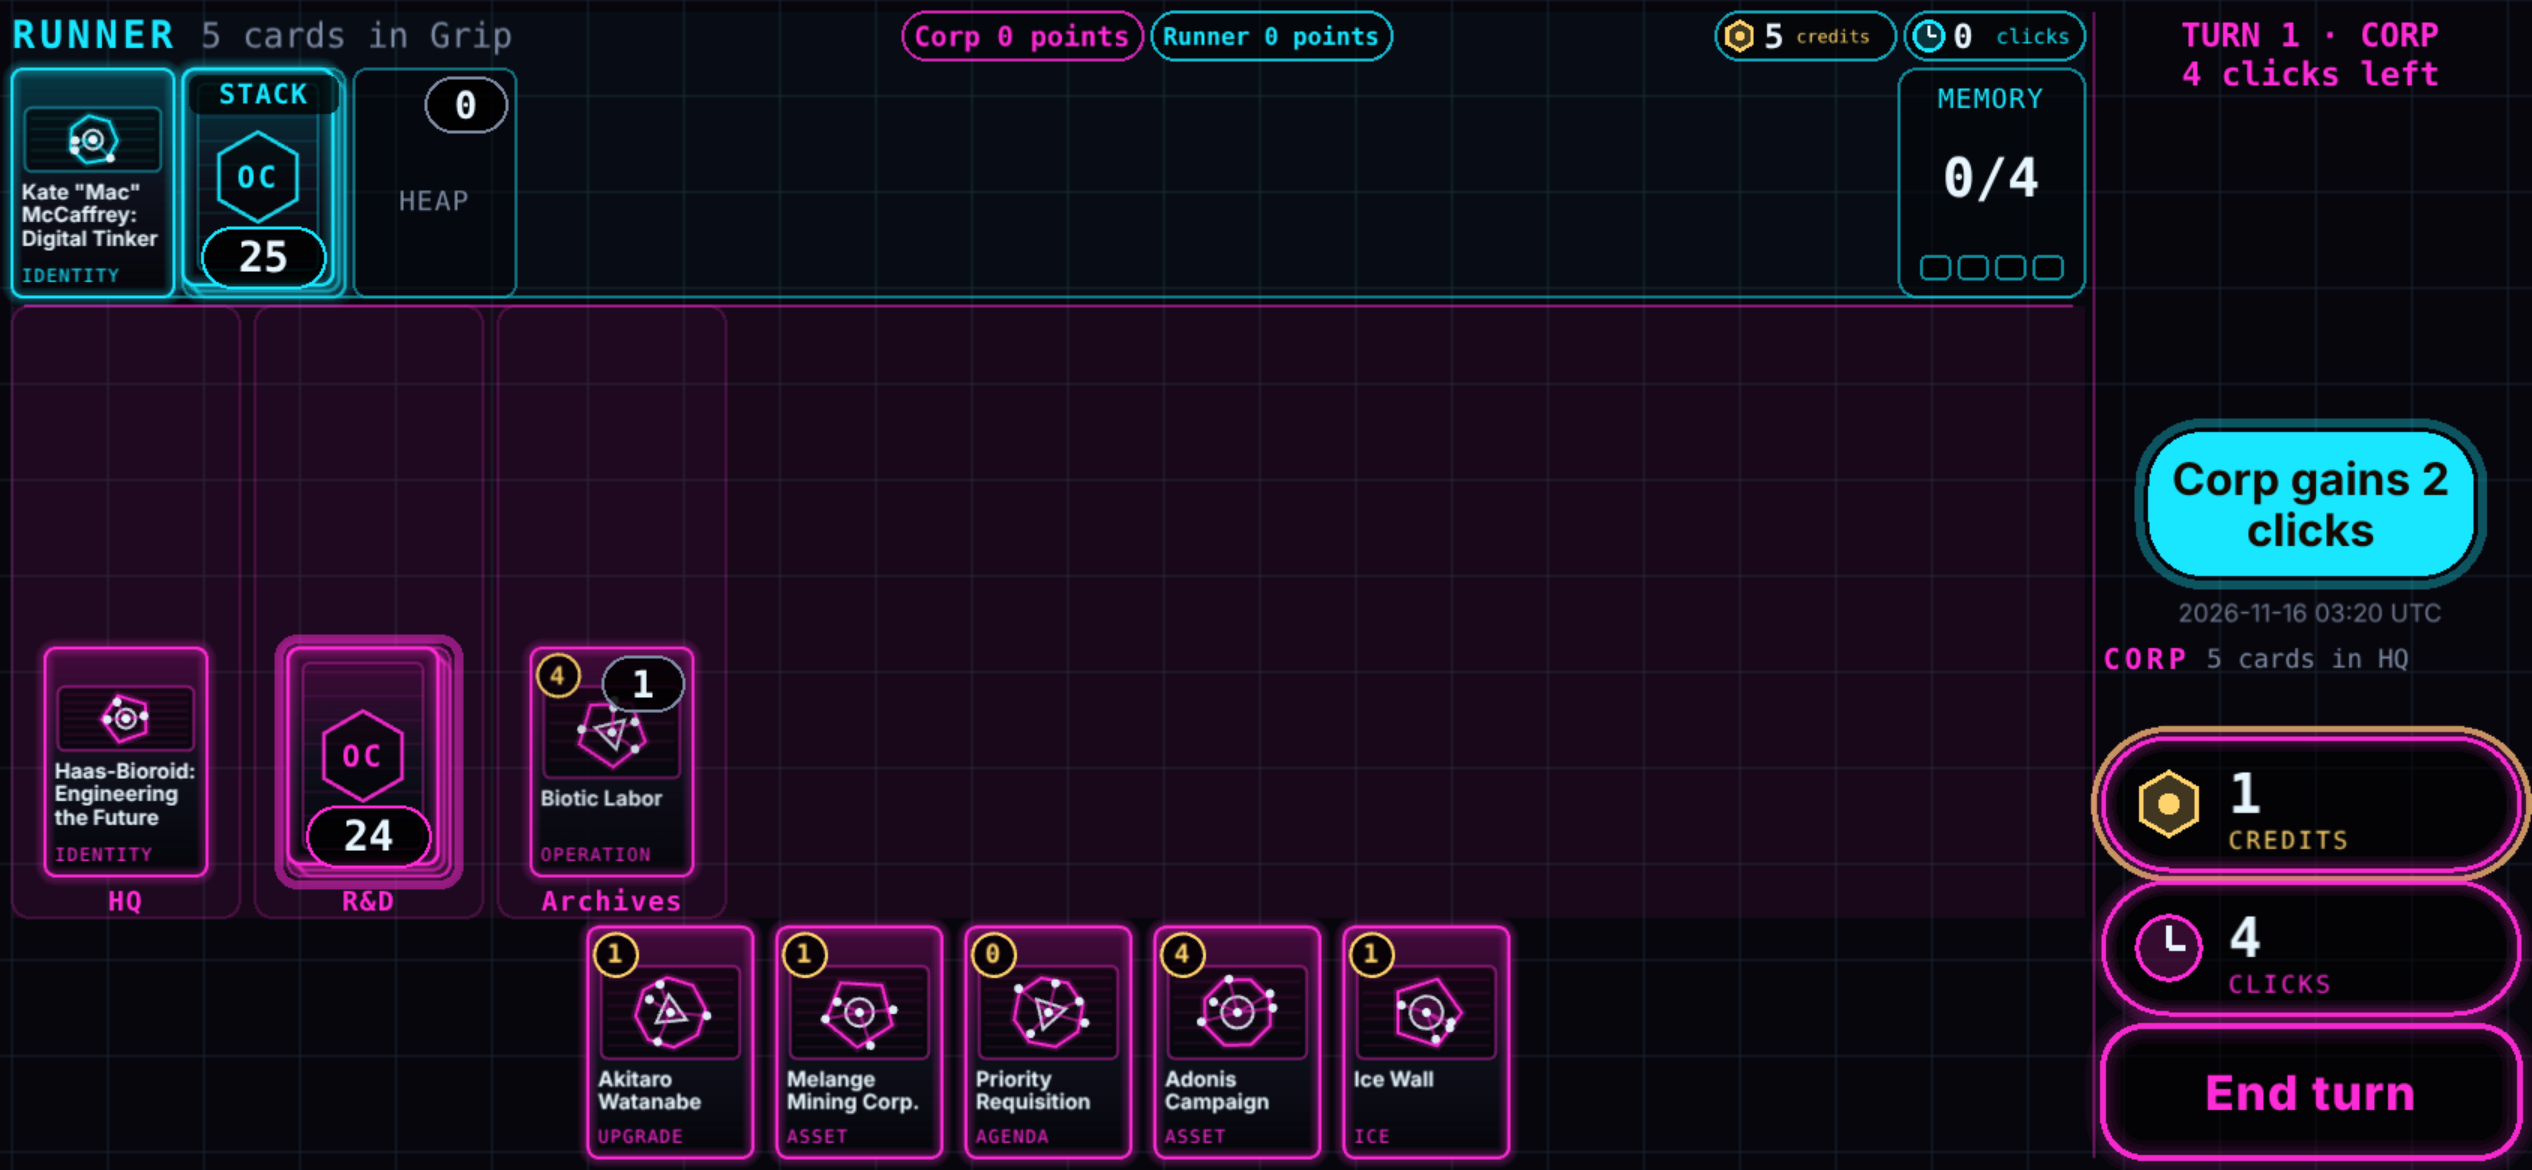 RUNNER 5 cards in Grip
Corp 0 points
Runner 0 points
5 credits
0 clicks
TURN 1 · CORP
4 clicks left
Kate "Mac"
McCaffrey:
Digital Tinker
IDENTITY
STACK
OC
25
0
HEAP
MEMORY
0/4
Corp gains 2
clicks
2026-11-16 03:20 UTC
CORP 5 cards in HQ
Haas-Bioroid:
Engineering
the Future
IDENTITY
HQ
OC
24
R&D
4
1
Biotic Labor
OPERATION
Archives
1
CREDITS
4
CLICKS
End turn
1
Akitaro
Watanabe
UPGRADE
1
Melange
Mining Corp.
ASSET
0
Priority
Requisition
AGENDA
4
Adonis
Campaign
ASSET
1
Ice Wall
ICE